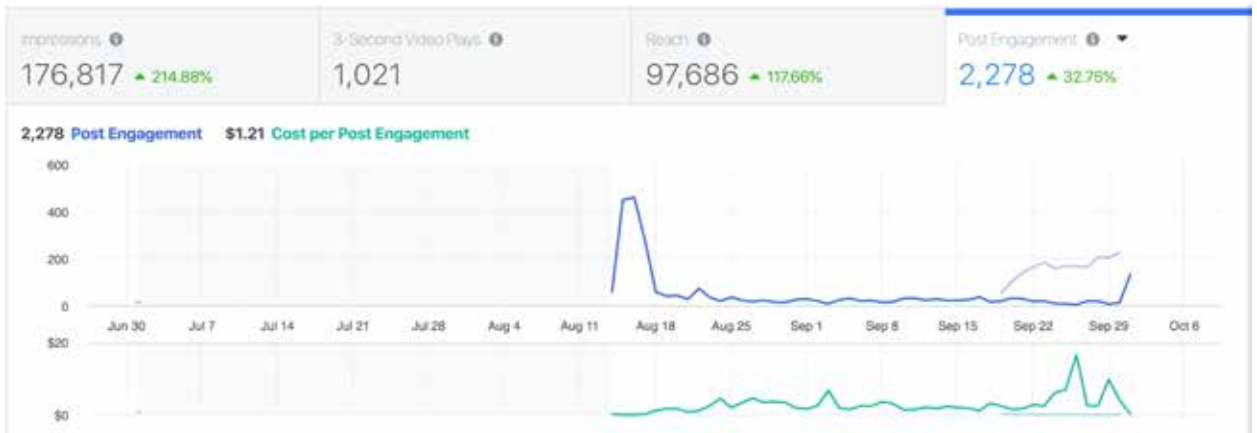 Impressions
3-Second Video Plays
Reach
Post Engagement
176,817 214.88%
1,021
97,686 117.66%
2,278 32.75%
2,278 Post Engagement $1.21 Cost per Post Engagement
600
400
200
0
Jun 30 Jul 7 Jul 14 Jul 21 Jul 28 Aug 4 Aug 11 Aug 18 Aug 25 Sep 1 Sep 8 Sep 15 Sep 22 Sep 29 Oct 6
$20
$0